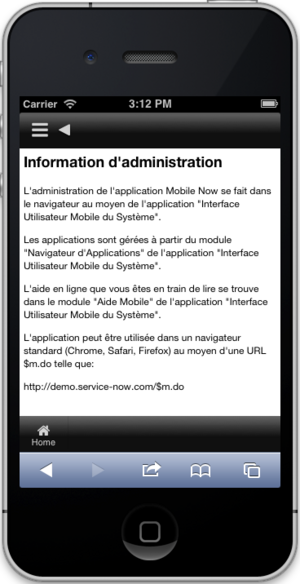 Carrier 3:12 PM
Information d'administration
L'administration de l'application Mobile Now se fait dans
le navigateur au moyen de l'application "Interface
Utilisateur Mobile du Système".
Les applications sont gérées à partir du module
"Navigateur d'Applications" de l'application "Interface
Utilisateur Mobile du Système".
L'aide en ligne que vous êtes en train de lire se trouve
dans le module "Aide Mobile" de l'application "Interface
Utilisateur Mobile du Système".
L'application peut être utilisée dans un navigateur
standard (Chrome, Safari, Firefox) au moyen d'une URL
$m.do telle que:
http://demo.service-now.com/$m.do
Home